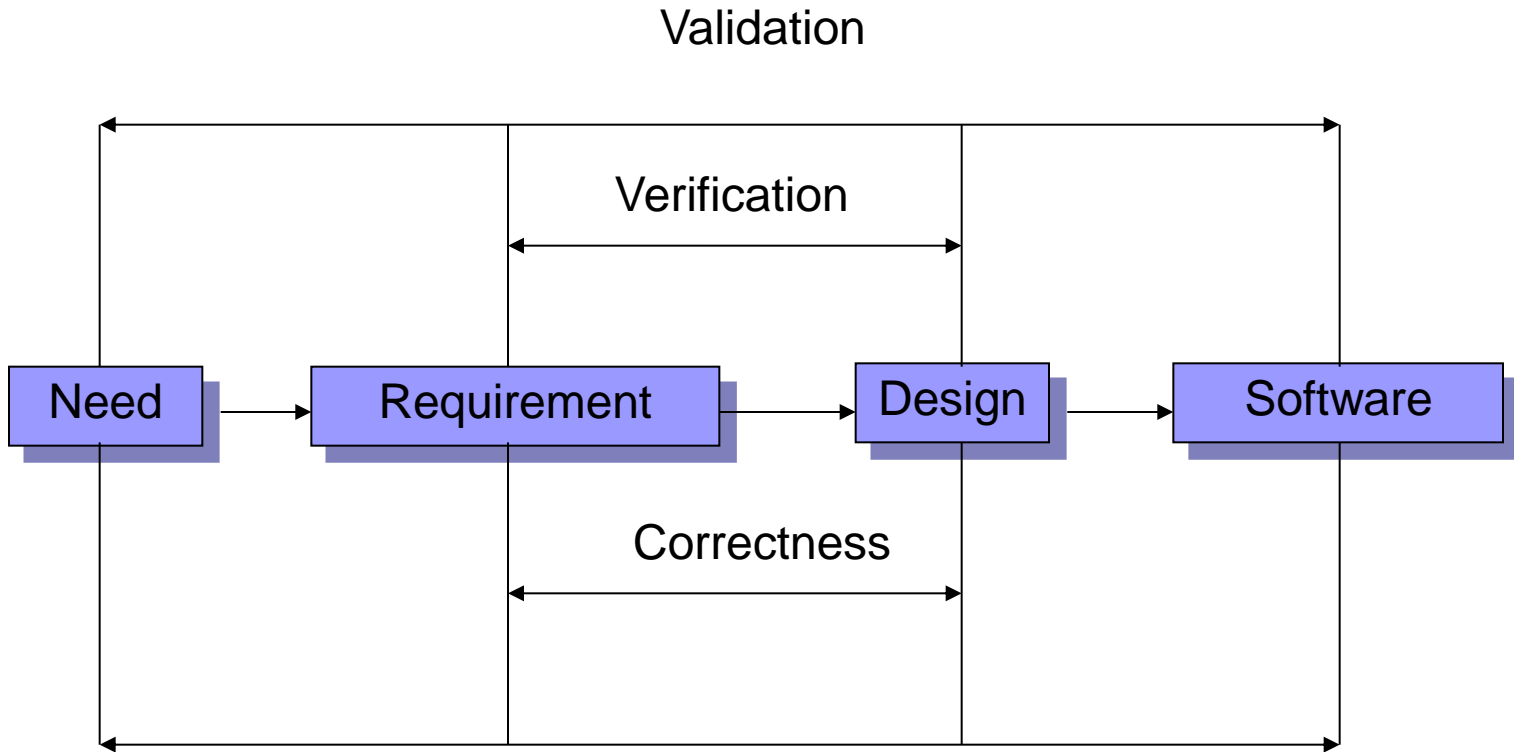 Validation
Verification
Need
Requirement
Design
Software
Correctness